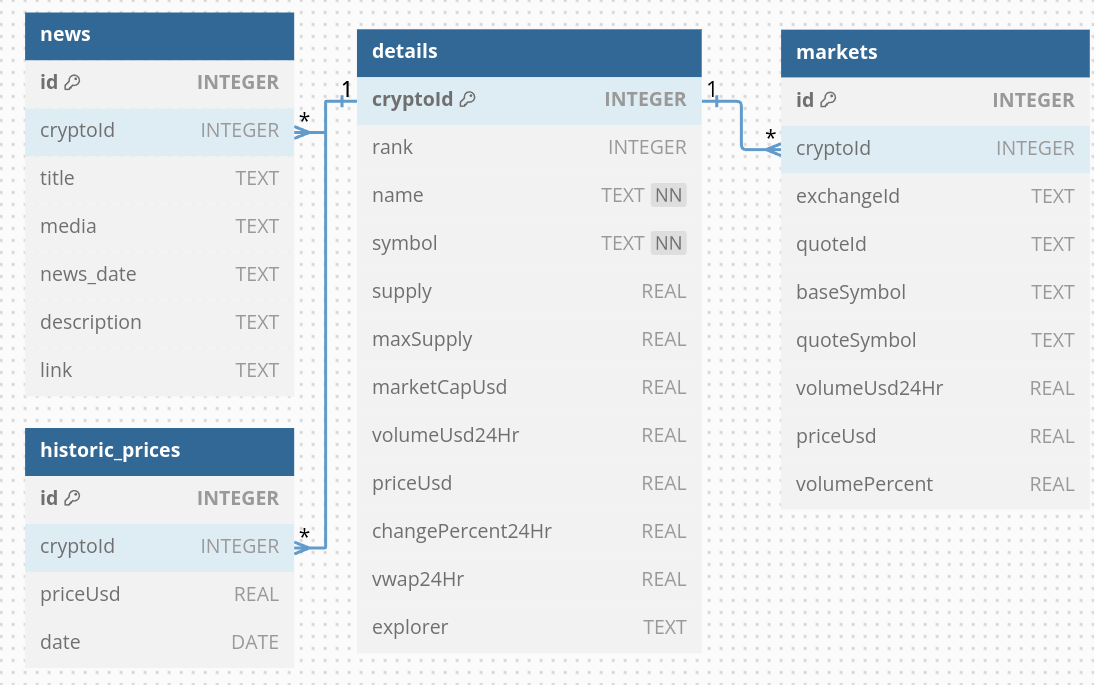 news
id INTEGER
cryptoId INTEGER
title TEXT
media TEXT
news_date TEXT
description TEXT
link TEXT
historic_prices
id INTEGER
cryptoId INTEGER
priceUsd REAL
date DATE
* 1
*
details
cryptoId INTEGER
rank INTEGER
name TEXT NN
symbol TEXT NN
supply REAL
maxSupply REAL
marketCapUsd REAL
volumeUsd24Hr REAL
priceUsd REAL
changePercent24Hr REAL
vwap24Hr REAL
explorer TEXT
1 *
markets
id INTEGER
cryptoId INTEGER
exchangeId TEXT
quoteId TEXT
baseSymbol TEXT
quoteSymbol TEXT
volumeUsd24Hr REAL
priceUsd REAL
volumePercent REAL